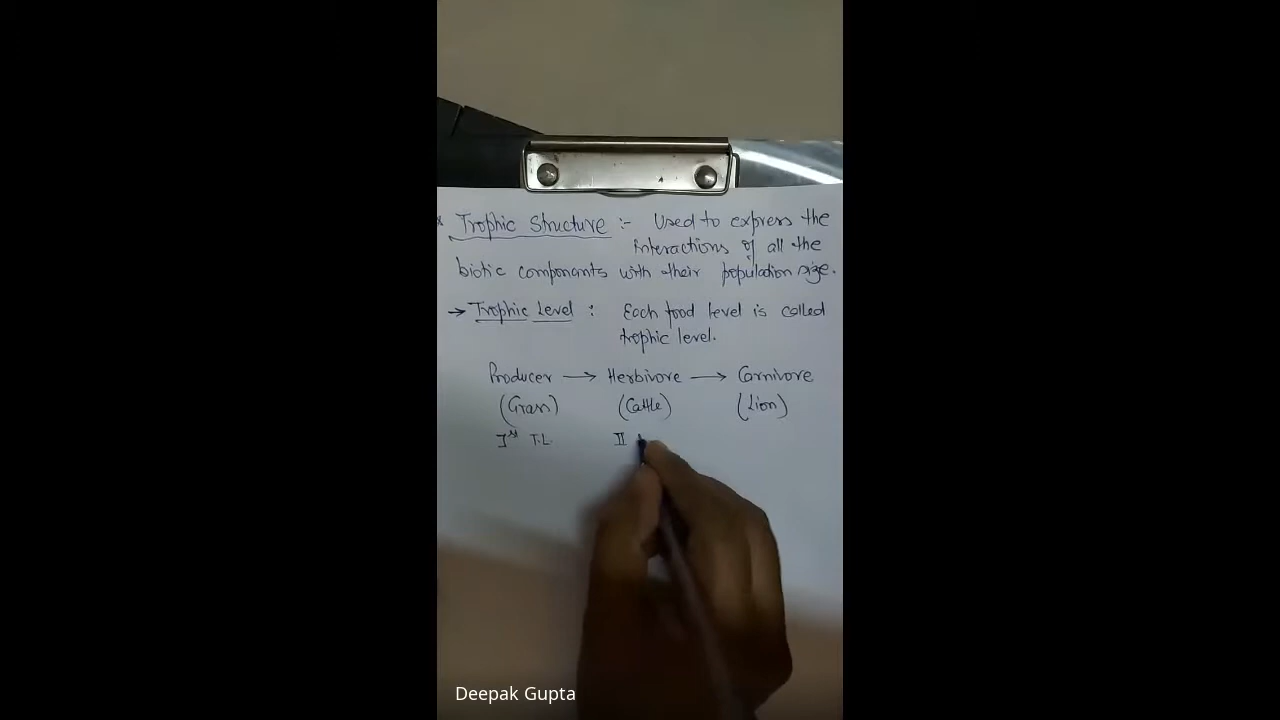 * Trophic Structure :- Used to express the
interactions of all the
biotic components with their population size.
→ Trophic Level : Each food level is called
trophic level.
Producer → Herbivore → Carnivore
(Grass) (Cattle) (Lion)
Ist T.L. II
Deepak Gupta